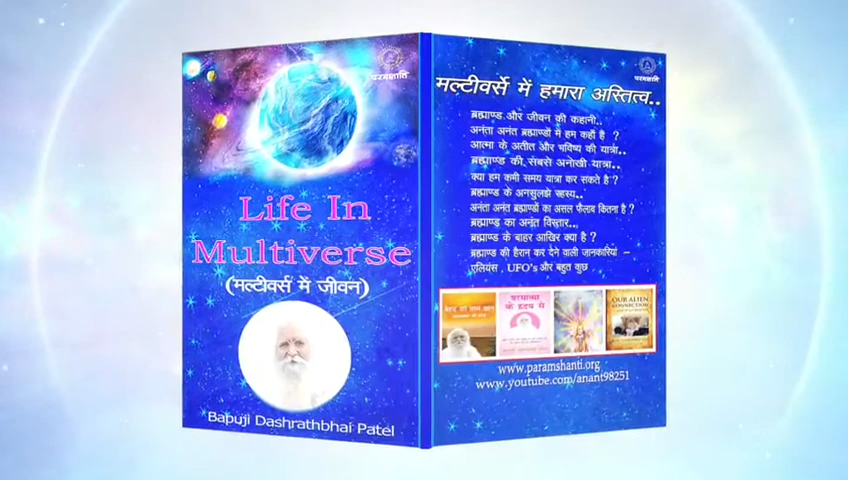 परमशांति
Life In
Multiverse
(मल्टीवर्स में जीवन)
Bapuji Dashrathbhai Patel
परमशांति
मल्टीवर्से में हमारा अस्तित्व..
ब्रह्माण्ड और जीवन की कहानी..
अनंता अनंत ब्रह्माण्डों में हम कहाँ है ?
आत्मा के अतीत और भविष्य की यात्रा..
ब्रह्माण्ड की सबसे अनोखी यात्रा..
क्या हम कभी समय यात्रा कर सकते है ?
ब्रह्माण्ड के अनसुलझे रहस्य..
अनंता अनंत ब्रह्माण्डों का असल फैलाव कितना है ?
ब्रह्माण्ड का अनंत विस्तार..
ब्रह्माण्ड के बाहर आखिर क्या है ?
ब्रह्माण्ड की हैरान कर देने वाली जानकारियां –
एलियंस , UFO's और बहुत कुछ
परमात्मा
के हृदय से
OUR ALIEN
CONNECTION
www.paramshanti.org
www.youtube.com/anant98251